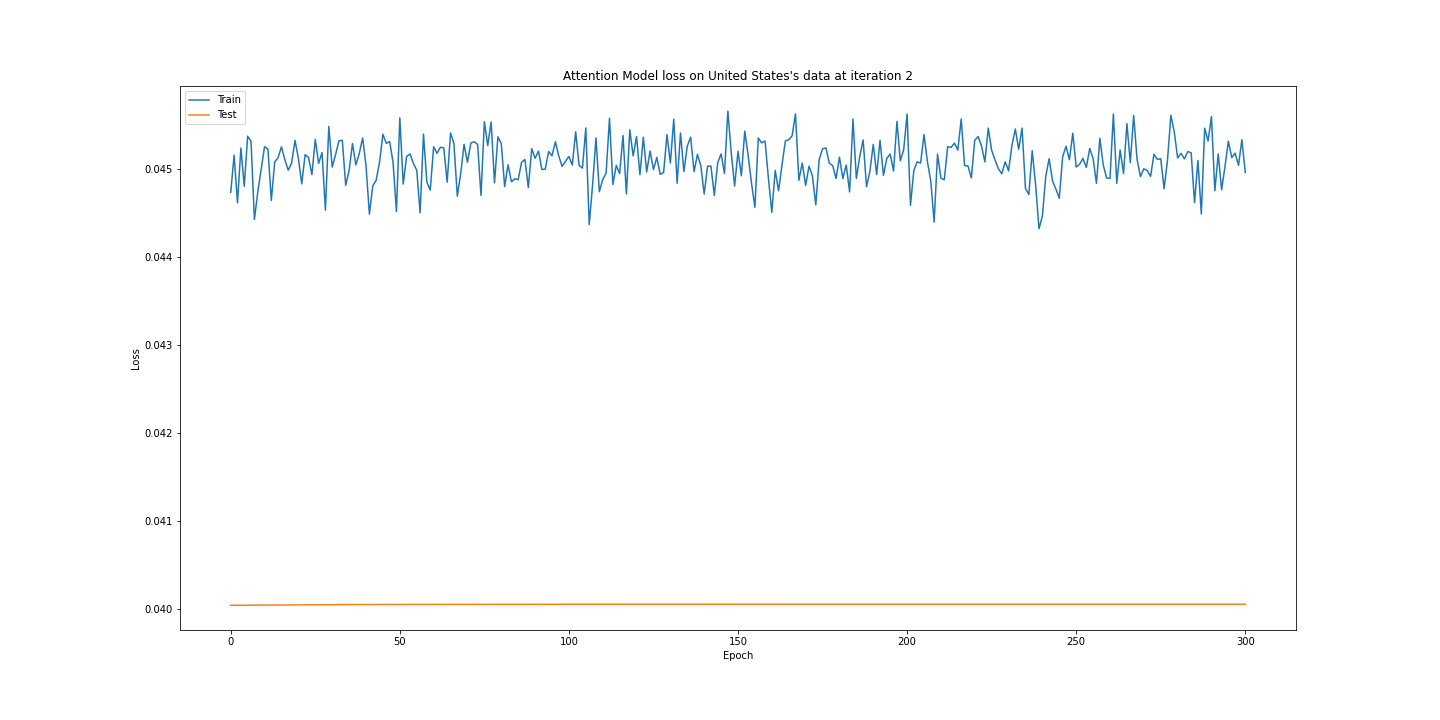 Attention Model loss on United States's data at iteration 2
Train
Test
0.045
0.044
0.043
0.042
0.041
0.040
Loss
0 50 100 150 200 250 300
Epoch